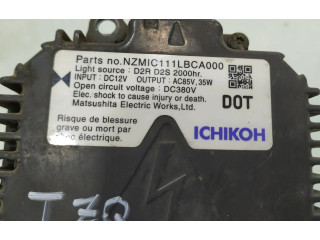 Parts no.NZMIC111LBCA000
Light source : D2R D2S 2000hr.
INPUT : DC12V OUTPUT : AC85V,35W
Open circuit voltage : DC380V
Elec. shock to cause injury or death.
Matsushita Electric Works,Ltd.
DOT
Risque de blessure
grave ou mort par
électrique.
ICHIKOH